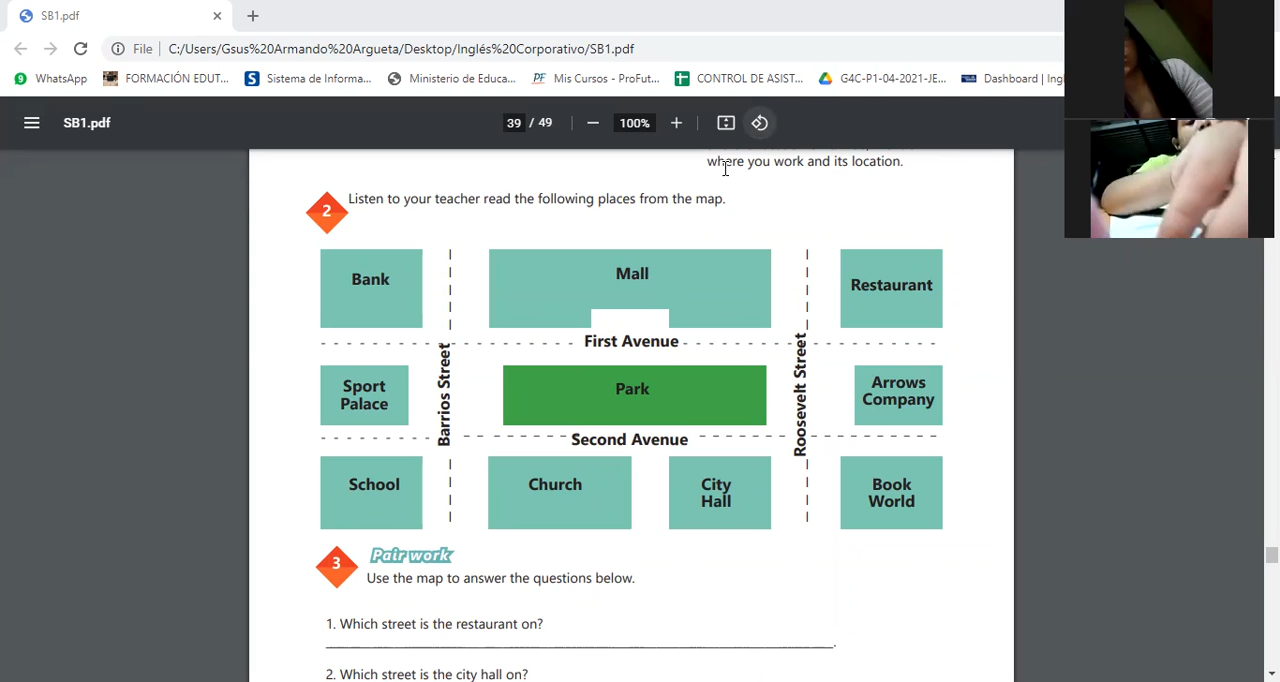 SB1.pdf
File
C:/Users/Gsus%20Armando%20Argueta/Desktop/Inglés%20Corporativo/SB1.pdf
WhatsApp
FORMACIÓN EDUT...
Sistema de Informa...
Ministerio de Educa...
PF Mis Cursos - ProFut...
CONTROL DE ASIST...
G4C-P1-04-2021-JE...
Dashboard | Ingl
SB1.pdf
39 / 49
100%
where you work and its location.
2 Listen to your teacher read the following places from the map.
Bank
Mall
Restaurant
First Avenue
Barrios Street
Roosevelt Street
Sport
Palace
Park
Arrows
Company
Second Avenue
School
Church
City
Hall
Book
World
3 Pair work
Use the map to answer the questions below.
1. Which street is the restaurant on?
2. Which street is the city hall on?